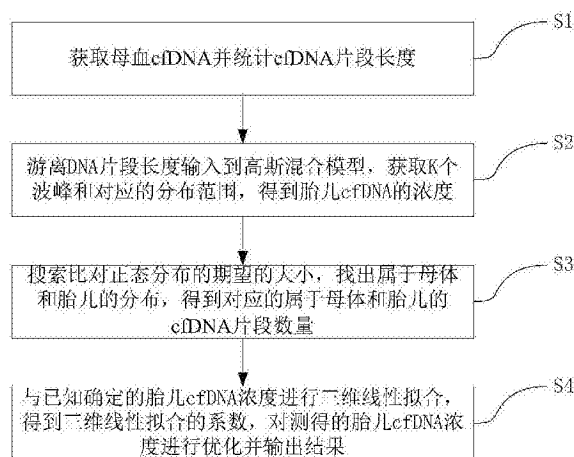 S1
获取母血cfDNA并统计cfDNA片段长度
S2
游离DNA片段长度输入到高斯混合模型，获取K个
波峰和对应的分布范围，得到胎儿cfDNA的浓度
S3
搜索比对正态分布的期望的大小，找出属于母体
和胎儿的分布，得到对应的属于母体和胎儿的
cfDNA片段数量
S4
与已知确定的胎儿cfDNA浓度进行三维线性拟合，
得到三维线性拟合的系数，对测得的胎儿cfDNA浓
度进行优化并输出结果